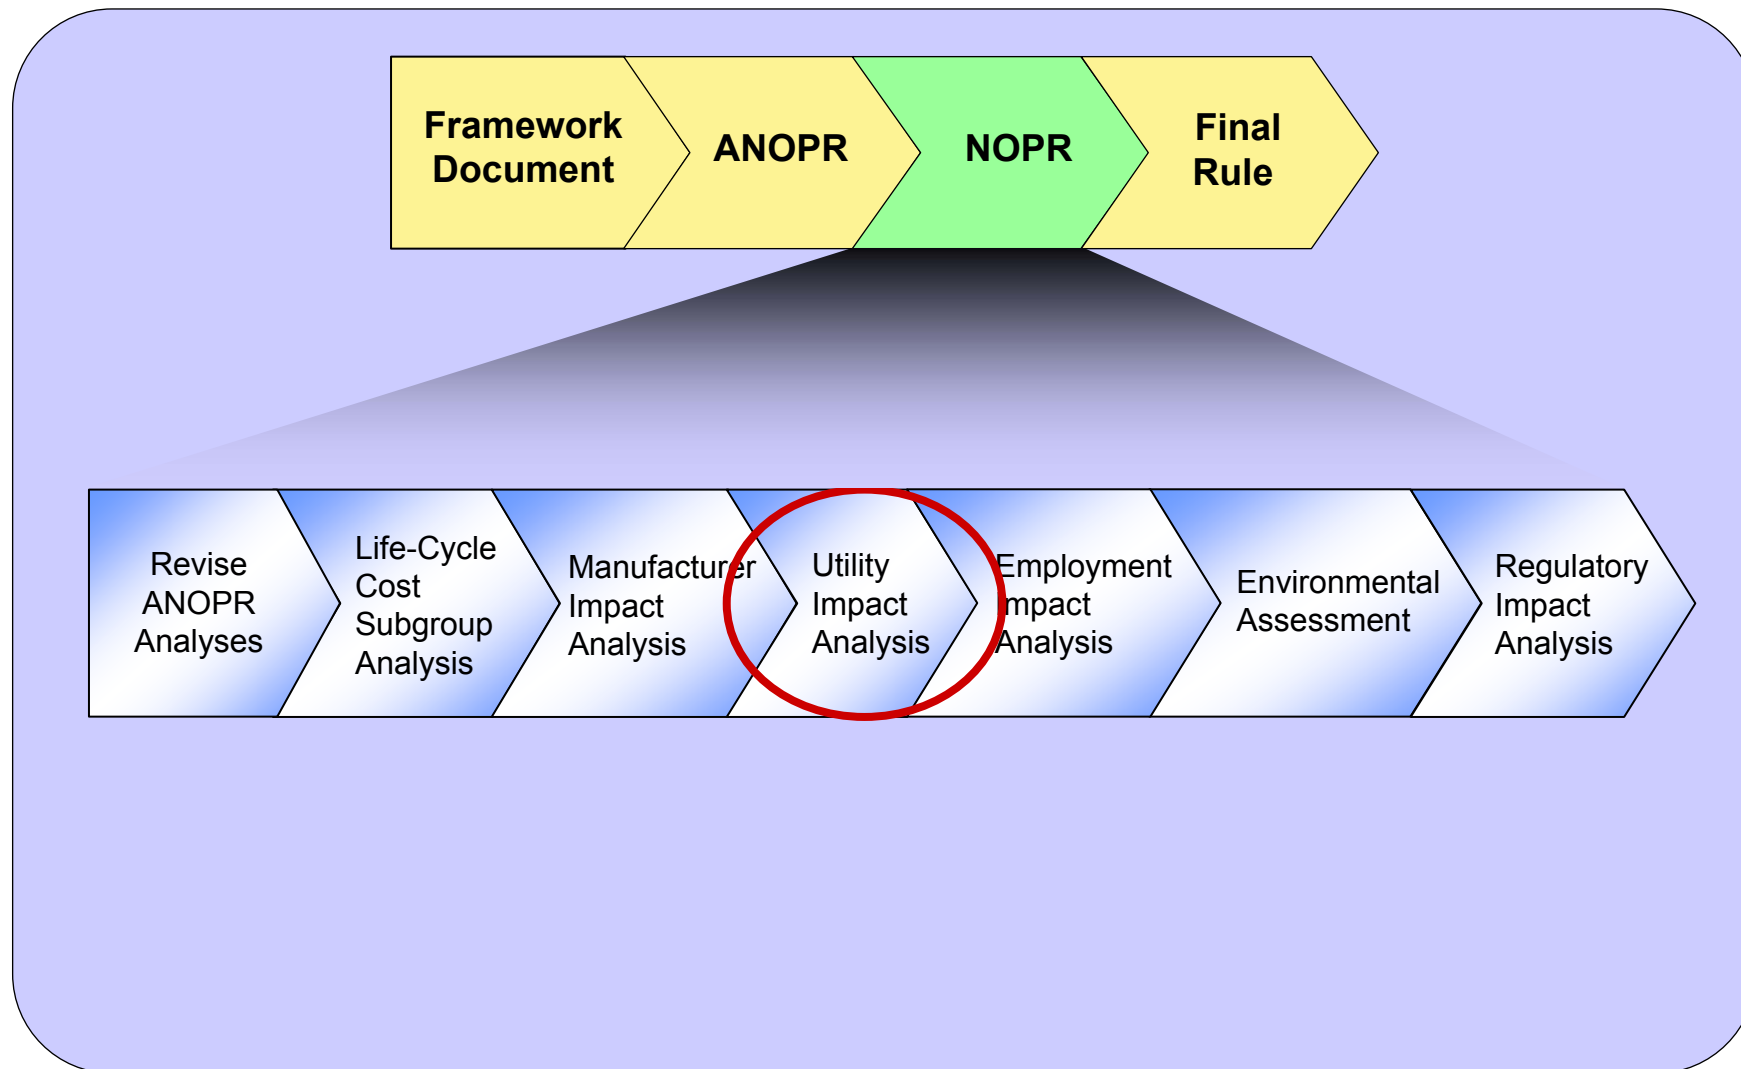 Framework
Document
ANOPR
NOPR
Final
Rule
Revise
ANOPR
Analyses
Life-Cycle
Cost
Subgroup
Analysis
Manufacturer
Impact
Analysis
Utility
Impact
Analysis
Employment
Impact
Analysis
Environmental
Assessment
Regulatory
Impact
Analysis